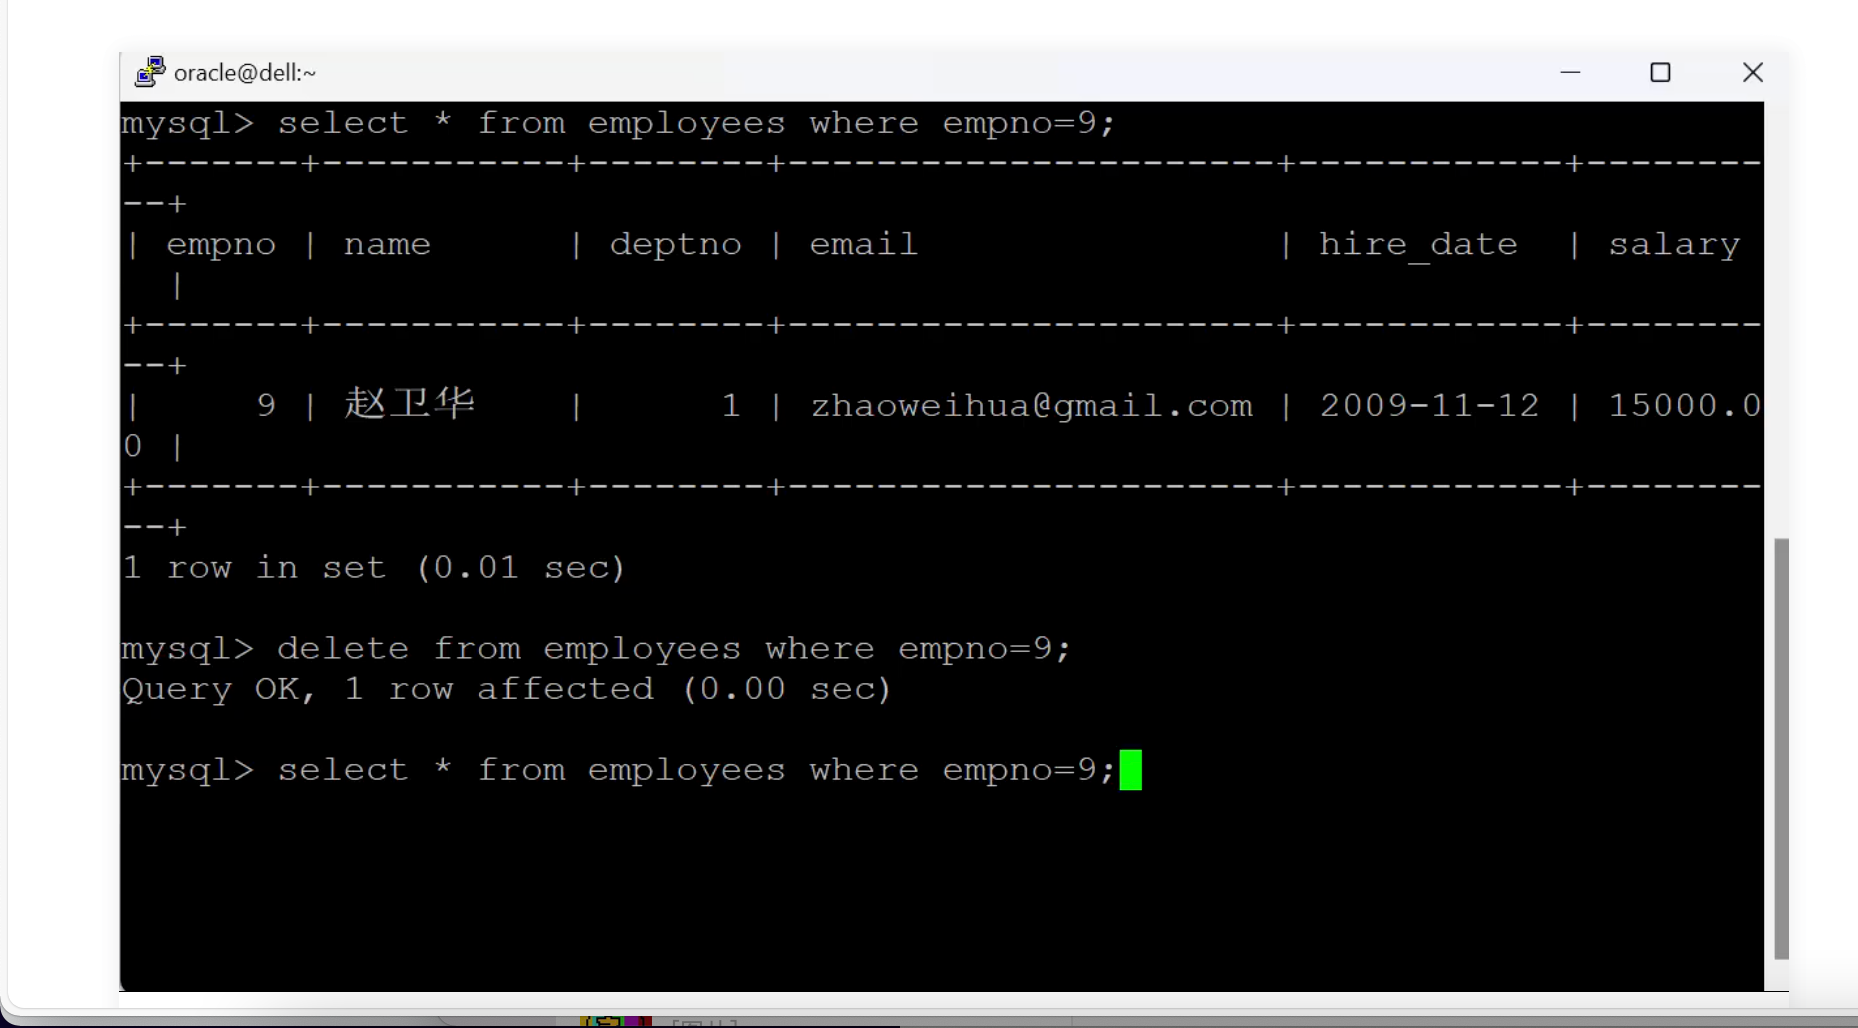 oracle@dell:~
mysql> select * from employees where empno=9;
+-------+-----------+--------+----------------------+------------+--------
--+
| empno | name      | deptno | email                | hire_date  | salary
  |
+-------+-----------+--------+----------------------+------------+--------
--+
|     9 | 赵卫华    |      1 | zhaoweihua@gmail.com | 2009-11-12 | 15000.0
0 |
+-------+-----------+--------+----------------------+------------+--------
--+
1 row in set (0.01 sec)
mysql> delete from employees where empno=9;
Query OK, 1 row affected (0.00 sec)
mysql> select * from employees where empno=9;